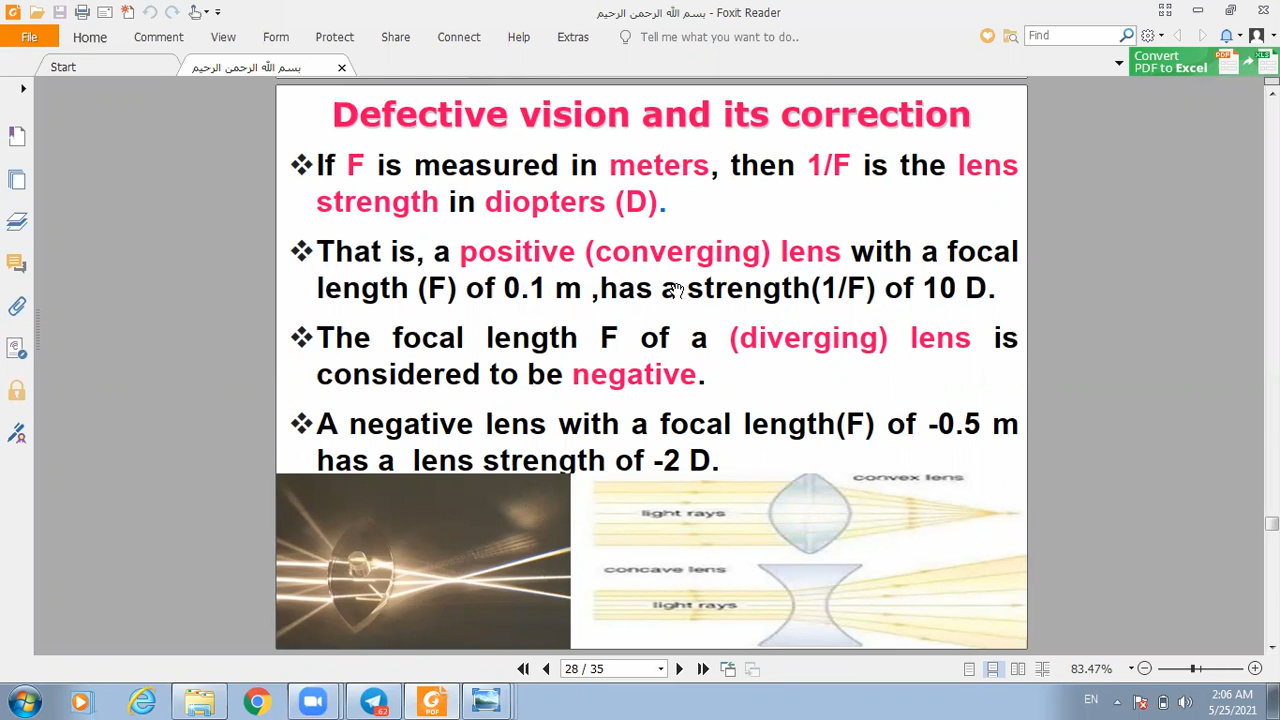 بسم الله الرحمن الرحيم - Foxit Reader
File Home Comment View Form Protect Share Connect Help Extras Tell me what you want to do.. Find
Start بسم الله الرحمن الرحيم
Convert
PDF to Excel
Defective vision and its correction
❖If F is measured in meters, then 1/F is the lens
strength in diopters (D).
❖That is, a positive (converging) lens with a focal
length (F) of 0.1 m ,has a strength(1/F) of 10 D.
❖The focal length F of a (diverging) lens is
considered to be negative.
❖A negative lens with a focal length(F) of -0.5 m
has a lens strength of -2 D.
convex lens
light rays
concave lens
light rays
28 / 35
83.47%
62
PDF
EN
2:06 AM
5/25/2021